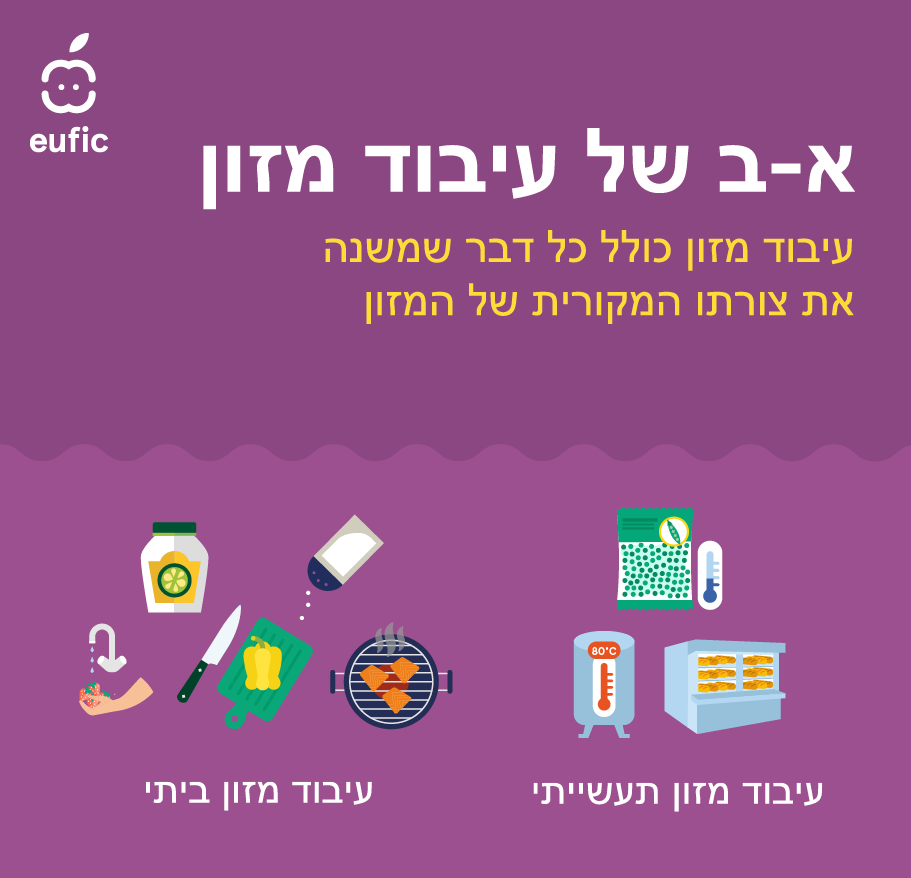 eufic
א-ב של עיבוד מזון
עיבוד מזון כולל כל דבר שמשנה
את צורתו המקורית של המזון
80°C
עיבוד מזון תעשייתי
עיבוד מזון ביתי